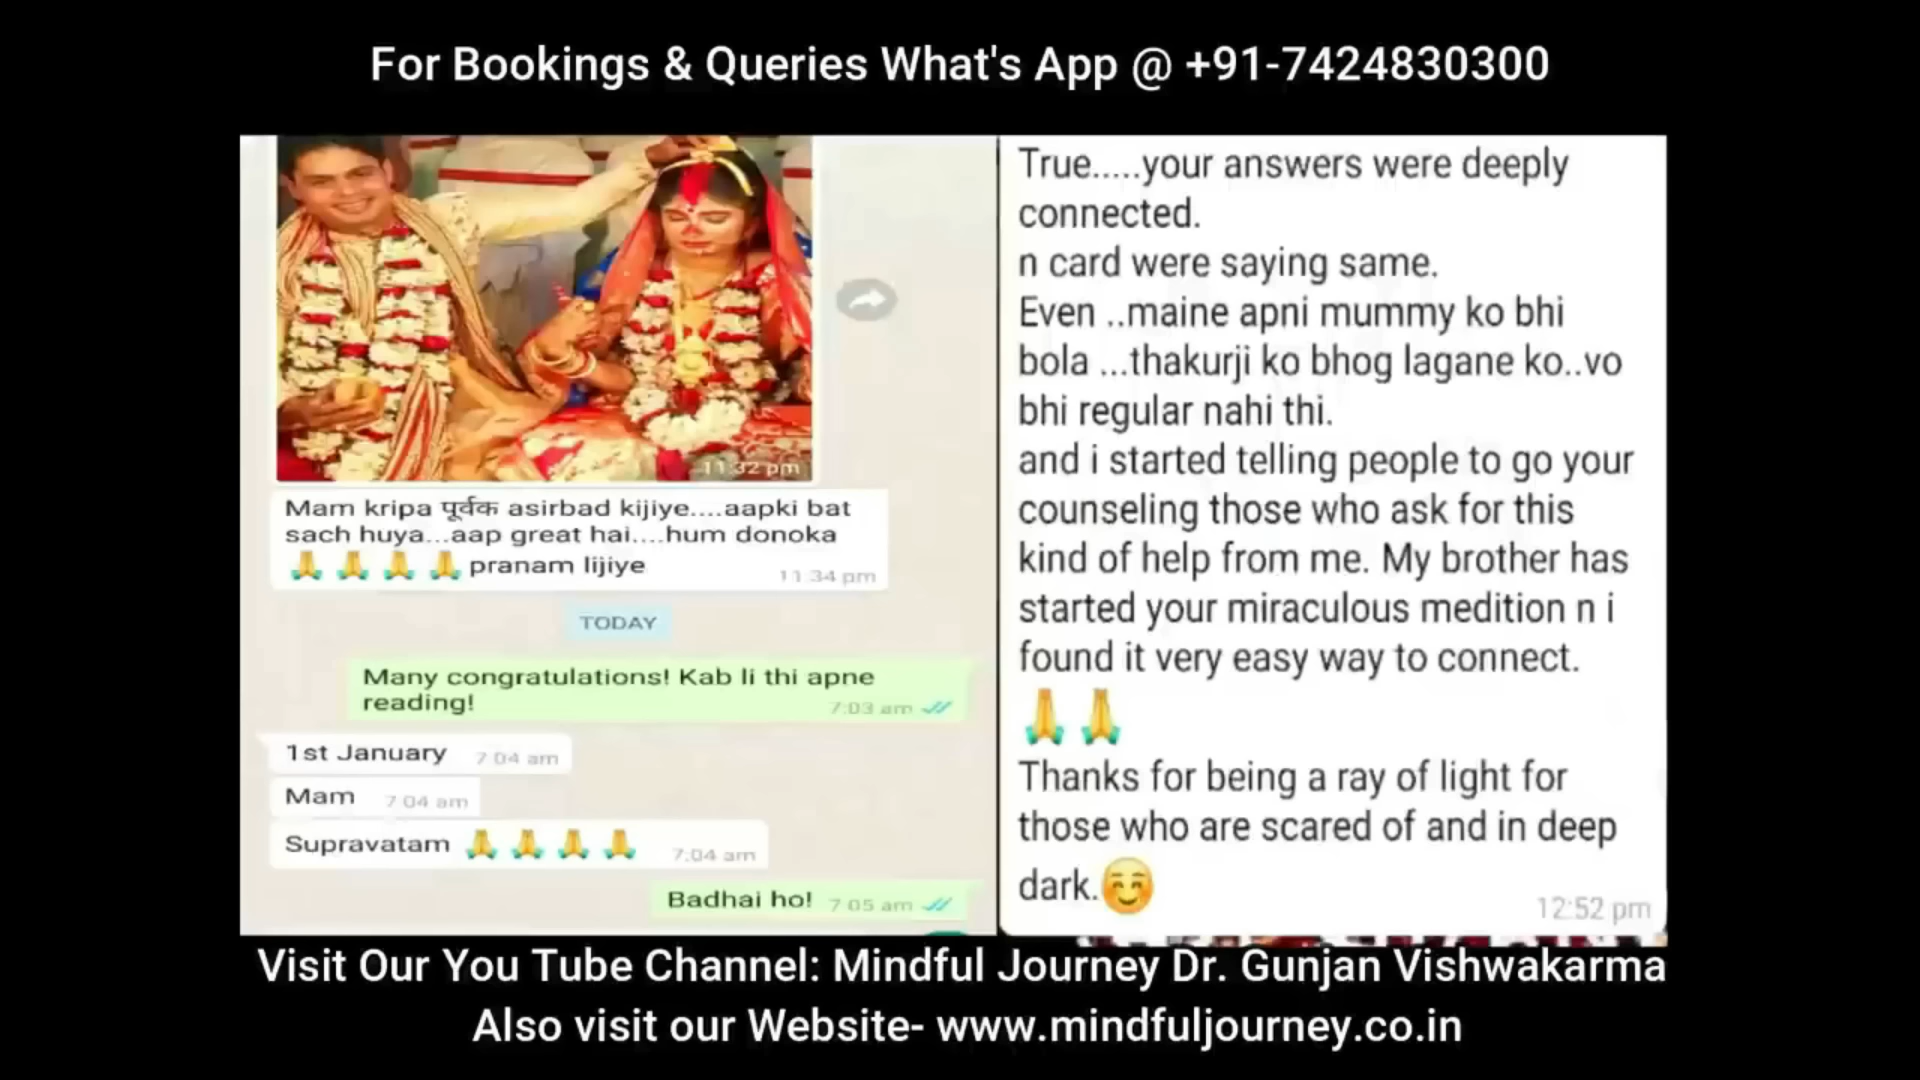 For Bookings & Queries What's App @ +91-7424830300
11:32 pm
Mam kripa पूर्वक asirbad kijiye....aapki bat
sach huya...aap great hai....hum donoka
🙏 🙏 🙏 🙏 pranam lijiye
11:34 pm
TODAY
Many congratulations! Kab li thi apne
reading!
7:03 am
1st January 7:04 am
Mam 7:04 am
Supravatam 🙏 🙏 🙏 🙏 7:04 am
Badhai ho! 7:05 am
True.....your answers were deeply
connected.
n card were saying same.
Even ..maine apni mummy ko bhi
bola ...thakurji ko bhog lagane ko..vo
bhi regular nahi thi.
and i started telling people to go your
counseling those who ask for this
kind of help from me. My brother has
started your miraculous medition n i
found it very easy way to connect.
🙏 🙏
Thanks for being a ray of light for
those who are scared of and in deep
dark.😊
12:52 pm
Visit Our You Tube Channel: Mindful Journey Dr. Gunjan Vishwakarma
Also visit our Website- www.mindfuljourney.co.in